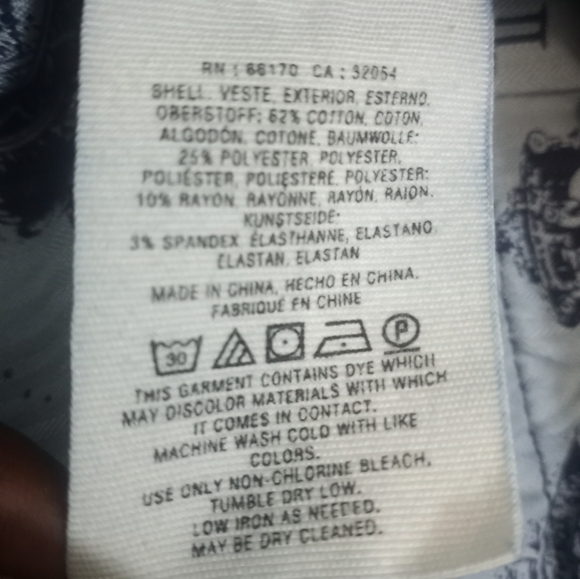 RN : 66170 CA : 32054
SHELL, VESTE, EXTERIOR, ESTERNO,
OBERSTOFF: 62% COTTON, COTON,
ALGODÓN, COTONE, BAUMWOLLE:
25% POLYESTER, POLYESTER,
POLIÉSTER, POLIESTERE, POLYESTER:
10% RAYON, RAYONNE, RAYÓN, RAION,
KUNSTSEIDE:
3% SPANDEX, ÉLASTHANNE, ELASTANO,
ELASTAN, ELASTAN
MADE IN CHINA, HECHO EN CHINA,
FABRIQUÉ EN CHINE
30 P
THIS GARMENT CONTAINS DYE WHICH
MAY DISCOLOR MATERIALS WITH WHICH
IT COMES IN CONTACT.
MACHINE WASH COLD WITH LIKE
COLORS.
USE ONLY NON-CHLORINE BLEACH.
TUMBLE DRY LOW.
LOW IRON AS NEEDED.
MAY BE DRY CLEANED.